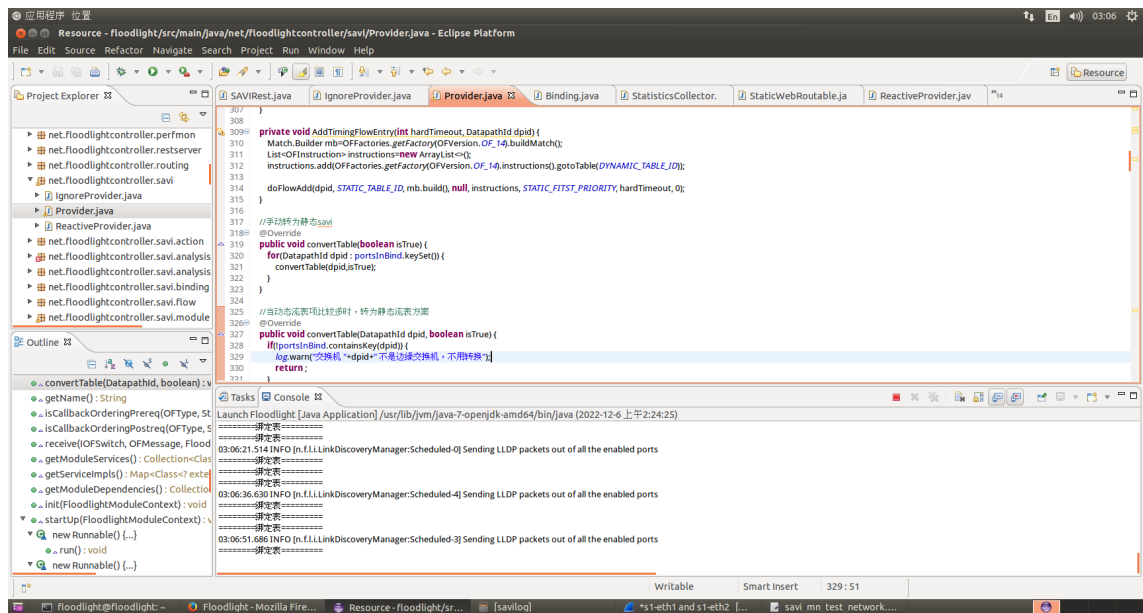 应用程序 位置
En 03:06
Resource - floodlight/src/main/java/net/floodlightcontroller/savi/Provider.java - Eclipse Platform
File Edit Source Refactor Navigate Search Project Run Window Help
Resource
Project Explorer
SAVIRest.java IgnoreProvider.java Provider.java Binding.java StatisticsCollector. StaticWebRoutable.ja ReactiveProvider.jav »14
net.floodlightcontroller.perfmon
net.floodlightcontroller.restserver
net.floodlightcontroller.routing
net.floodlightcontroller.savi
IgnoreProvider.java
Provider.java
ReactiveProvider.java
net.floodlightcontroller.savi.action
net.floodlightcontroller.savi.analysis
net.floodlightcontroller.savi.analysis
net.floodlightcontroller.savi.binding
net.floodlightcontroller.savi.flow
net.floodlightcontroller.savi.module
307 }
308
309 private void AddTimingFlowEntry(int hardTimeout, DatapathId dpid) {
310 Match.Builder mb=OFFactories.getFactory(OFVersion.OF_14).buildMatch();
311 List<OFInstruction> instructions=new ArrayList<>();
312 instructions.add(OFFactories.getFactory(OFVersion.OF_14).instructions().gotoTable(DYNAMIC_TABLE_ID));
313
314 doFlowAdd(dpid, STATIC_TABLE_ID, mb.build(), null, instructions, STATIC_FITST_PRIORITY, hardTimeout, 0);
315 }
316
317 //手动转为静态savi
318 @Override
319 public void convertTable(boolean isTrue) {
320 for(DatapathId dpid : portsInBind.keySet()) {
321 convertTable(dpid,isTrue);
322 }
323 }
324
325 //当动态流表项比较多时，转为静态流表方案
326 @Override
327 public void convertTable(DatapathId dpid, boolean isTrue) {
328 if(!portsInBind.containsKey(dpid)) {
329 log.warn("交换机 "+dpid+" 不是边缘交换机，不用转换");
330 return ;
331 }
Outline
convertTable(DatapathId, boolean) : v
getName() : String
isCallbackOrderingPrereq(OFType, St
isCallbackOrderingPostreq(OFType, S
receive(IOFSwitch, OFMessage, Flood
getModuleServices() : Collection<Clas
getServiceImpls() : Map<Class<? exte
getModuleDependencies() : Collectio
init(FloodlightModuleContext) : void
startUp(FloodlightModuleContext) : v
new Runnable() {...}
run() : void
new Runnable() {...}
Tasks Console
Launch Floodlight [Java Application] /usr/lib/jvm/java-7-openjdk-amd64/bin/java (2022-12-6 上午2:24:25)
========绑定表=========
========绑定表=========
03:06:21.514 INFO [n.f.l.i.LinkDiscoveryManager:Scheduled-0] Sending LLDP packets out of all the enabled ports
========绑定表=========
========绑定表=========
========绑定表=========
03:06:36.630 INFO [n.f.l.i.LinkDiscoveryManager:Scheduled-4] Sending LLDP packets out of all the enabled ports
========绑定表=========
========绑定表=========
========绑定表=========
03:06:51.686 INFO [n.f.l.i.LinkDiscoveryManager:Scheduled-3] Sending LLDP packets out of all the enabled ports
========绑定表=========
Writable Smart Insert 329 : 51
floodlight@floodlight: ~ Floodlight - Mozilla Fire... Resource - floodlight/sr... [savilog] *s1-eth1 and s1-eth2 [... savi_mn_test_network....